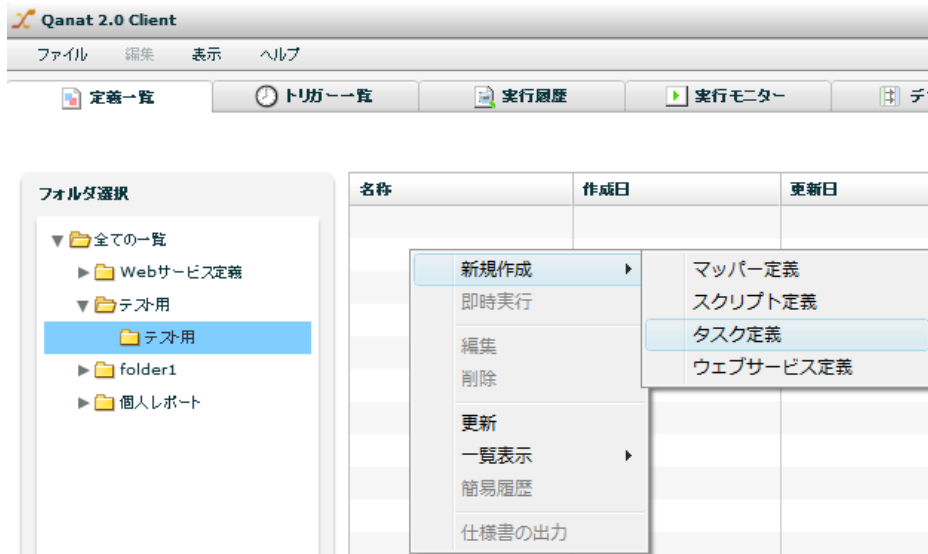 Qanat 2.0 Client
ファイル 編集 表示 ヘルプ
定義一覧 トリガー一覧 実行履歴 実行モニター デ
フォルダ選択
名称 作成日 更新日
全ての一覧
Webサービス定義
テスト用
テスト用
folder1
個人レポート
新規作成
即時実行
編集
削除
更新
一覧表示
簡易履歴
仕様書の出力
マッパー定義
スクリプト定義
タスク定義
ウェブサービス定義